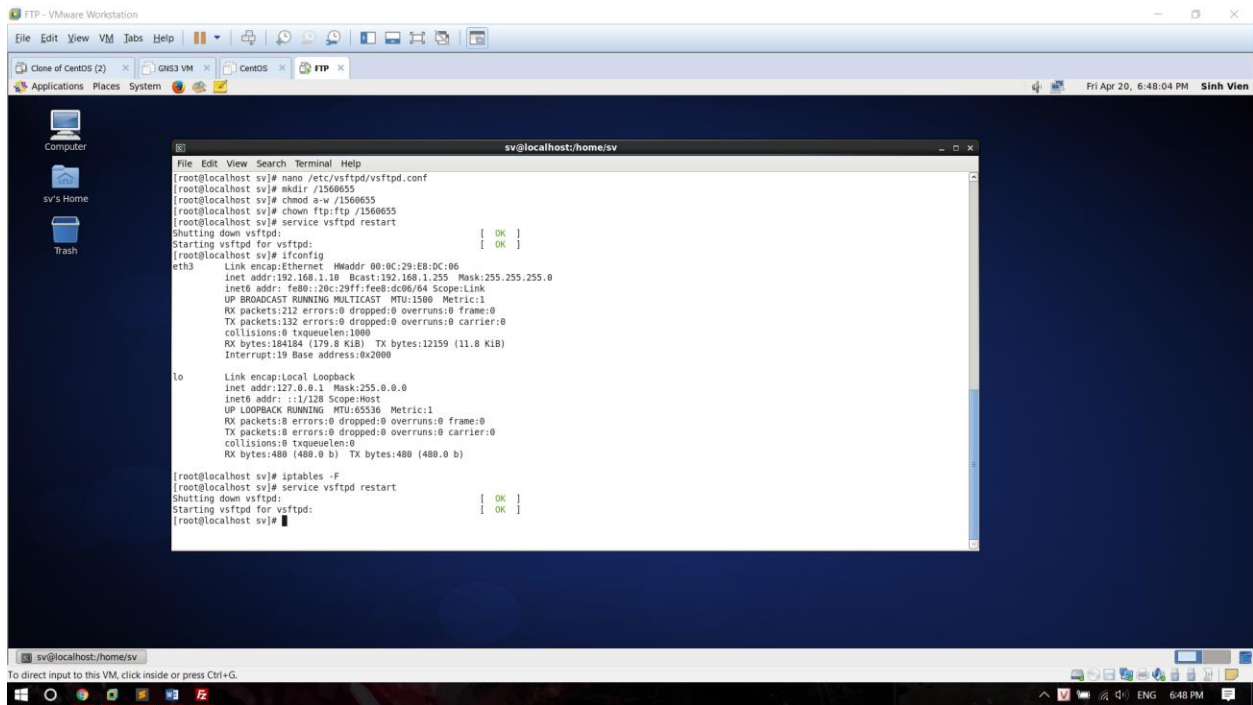 FTP - VMware Workstation
File Edit View VM Tabs Help
Clone of CentOS (2) GNS3 VM CentOS FTP
Applications Places System Fri Apr 20, 6:48:04 PM Sinh Vien
Computer
sv's Home
Trash
sv@localhost:/home/sv
File Edit View Search Terminal Help
[root@localhost sv]# nano /etc/vsftpd/vsftpd.conf
[root@localhost sv]# mkdir /1560655
[root@localhost sv]# chmod a-w /1560655
[root@localhost sv]# chown ftp:ftp /1560655
[root@localhost sv]# service vsftpd restart
Shutting down vsftpd: [ OK ]
Starting vsftpd for vsftpd: [ OK ]
[root@localhost sv]# ifconfig
eth3 Link encap:Ethernet HWaddr 00:0C:29:E8:DC:06
inet addr:192.168.1.10 Bcast:192.168.1.255 Mask:255.255.255.0
inet6 addr: fe80::20c:29ff:fee8:dc06/64 Scope:Link
UP BROADCAST RUNNING MULTICAST MTU:1500 Metric:1
RX packets:212 errors:0 dropped:0 overruns:0 frame:0
TX packets:132 errors:0 dropped:0 overruns:0 carrier:0
collisions:0 txqueuelen:1000
RX bytes:184184 (179.8 KiB) TX bytes:12159 (11.8 KiB)
Interrupt:19 Base address:0x2000
lo Link encap:Local Loopback
inet addr:127.0.0.1 Mask:255.0.0.0
inet6 addr: ::1/128 Scope:Host
UP LOOPBACK RUNNING MTU:65536 Metric:1
RX packets:8 errors:0 dropped:0 overruns:0 frame:0
TX packets:8 errors:0 dropped:0 overruns:0 carrier:0
collisions:0 txqueuelen:0
RX bytes:480 (480.0 b) TX bytes:480 (480.0 b)
[root@localhost sv]# iptables -F
[root@localhost sv]# service vsftpd restart
Shutting down vsftpd: [ OK ]
Starting vsftpd for vsftpd: [ OK ]
[root@localhost sv]#
sv@localhost:/home/sv
To direct input to this VM, click inside or press Ctrl+G.
ENG 6:48 PM